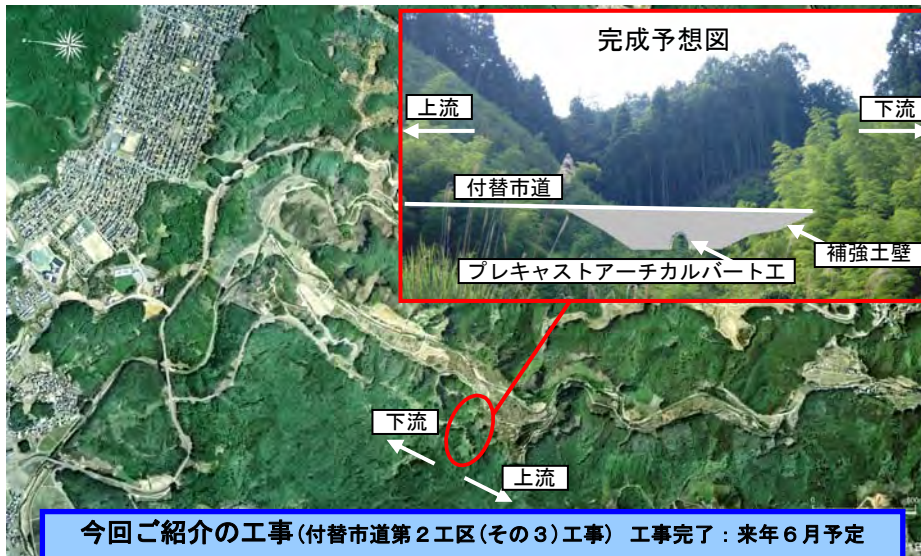 完成予想図
上流
下流
付替市道
補強土壁
プレキャストアーチカルバート工
下流
上流
今回ご紹介の工事(付替市道第2工区(その3)工事) 工事完了:来年6月予定